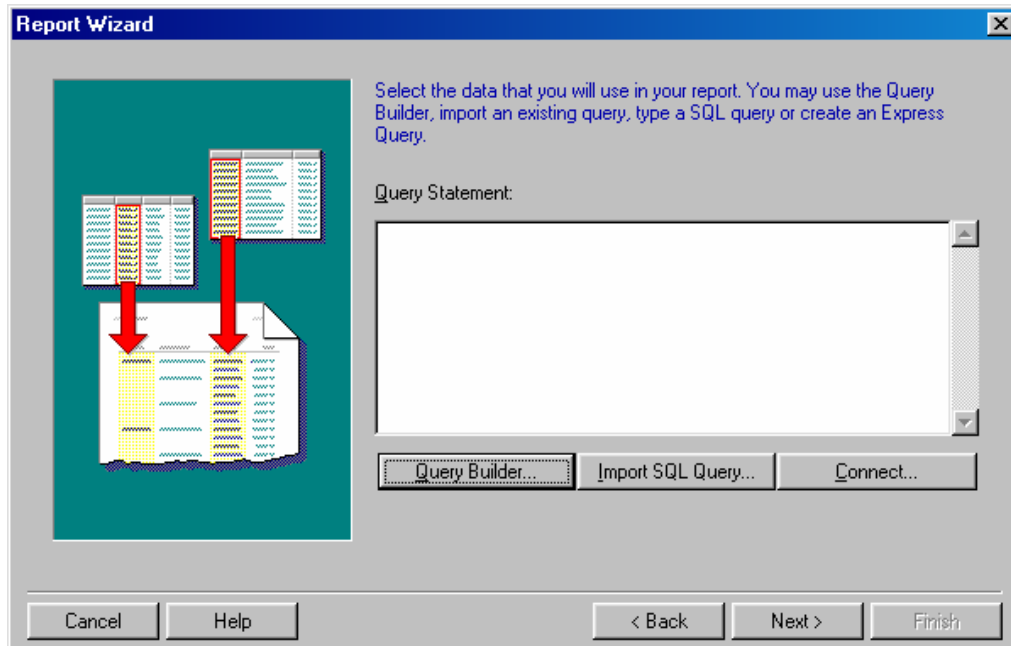 Report Wizard
Select the data that you will use in your report. You may use the Query
Builder, import an existing query, type a SQL query or create an Express
Query.
Query Statement:
Query Builder...
Import SQL Query...
Connect...
Cancel
Help
< Back
Next >
Finish